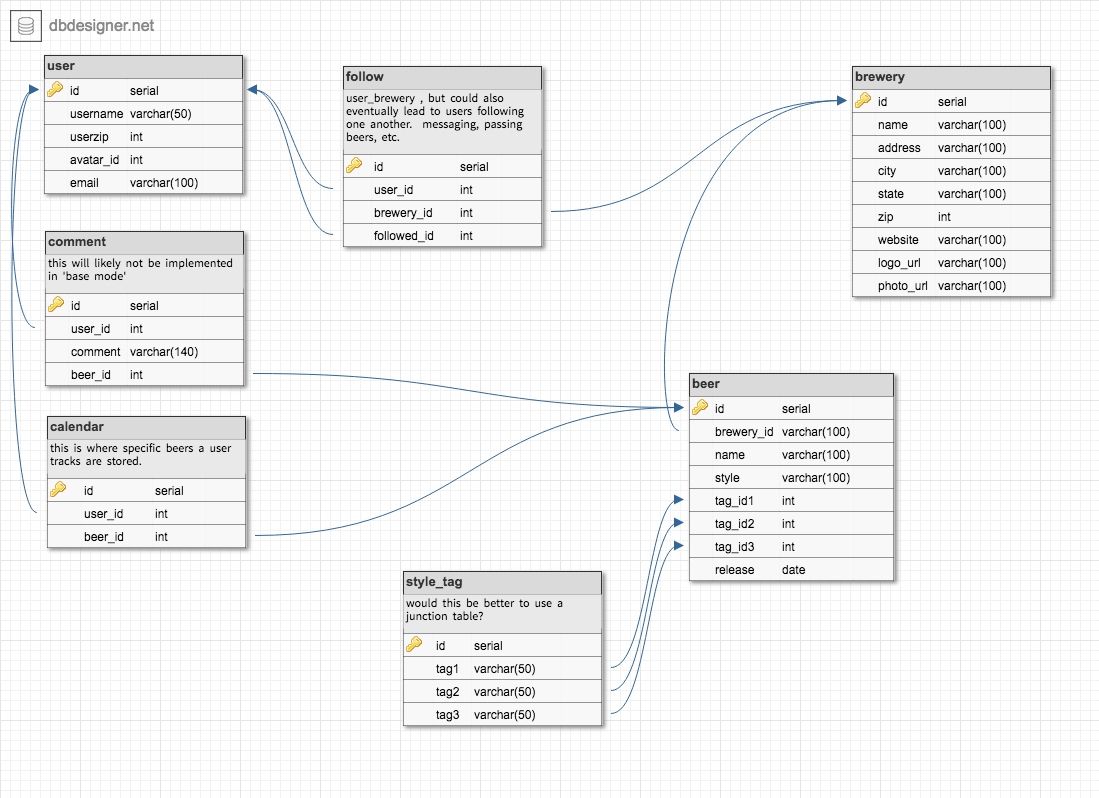 dbdesigner.net
user
id serial
username varchar(50)
userzip int
avatar_id int
email varchar(100)
follow
user_brewery , but could also
eventually lead to users following
one another. messaging, passing
beers, etc.
id serial
user_id int
brewery_id int
followed_id int
brewery
id serial
name varchar(100)
address varchar(100)
city varchar(100)
state varchar(100)
zip int
website varchar(100)
logo_url varchar(100)
photo_url varchar(100)
comment
this will likely not be implemented
in 'base mode'
id serial
user_id int
comment varchar(140)
beer_id int
calendar
this is where specific beers a user
tracks are stored.
id serial
user_id int
beer_id int
beer
id serial
brewery_id varchar(100)
name varchar(100)
style varchar(100)
tag_id1 int
tag_id2 int
tag_id3 int
release date
style_tag
would this be better to use a
junction table?
id serial
tag1 varchar(50)
tag2 varchar(50)
tag3 varchar(50)